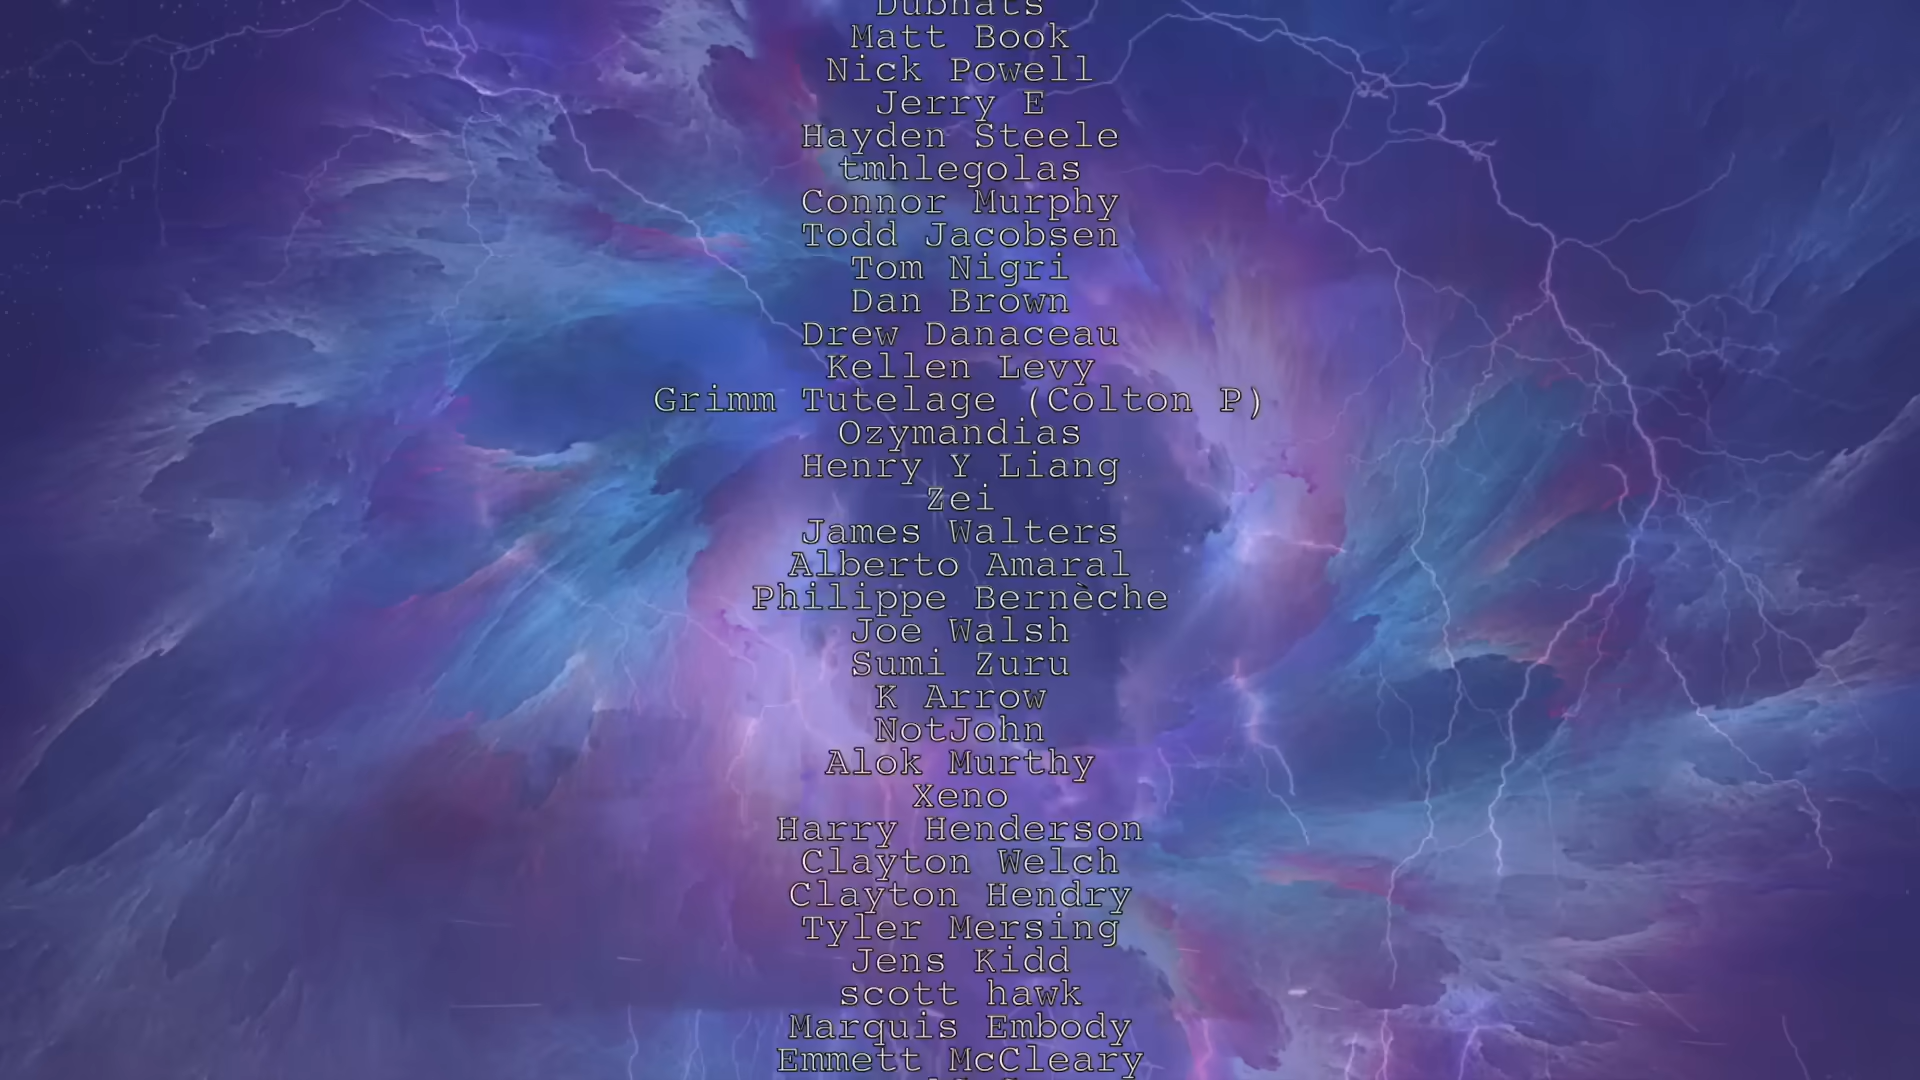 Dubhats
Matt Book
Nick Powell
Jerry E
Hayden Steele
tmhlegolas
Connor Murphy
Todd Jacobsen
Tom Nigri
Dan Brown
Drew Danaceau
Kellen Levy
Grimm Tutelage (Colton P)
Ozymandias
Henry Y Liang
Zei
James Walters
Alberto Amaral
Philippe Bernèche
Joe Walsh
Sumi Zuru
K Arrow
NotJohn
Alok Murthy
Xeno
Harry Henderson
Clayton Welch
Clayton Hendry
Tyler Mersing
Jens Kidd
scott hawk
Marquis Embody
Emmett McCleary